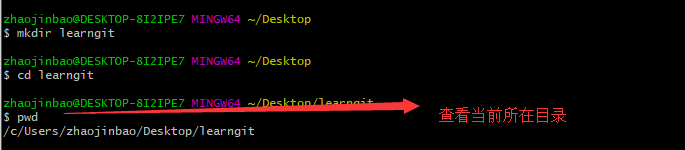 zhaojinbao@DESKTOP-8I2IPE7 MINGW64 ~/Desktop
$ mkdir learngit
zhaojinbao@DESKTOP-8I2IPE7 MINGW64 ~/Desktop
$ cd learngit
zhaojinbao@DESKTOP-8I2IPE7 MINGW64 ~/Desktop/learngit
$ pwd
查看当前所在目录
/c/Users/zhaojinbao/Desktop/learngit